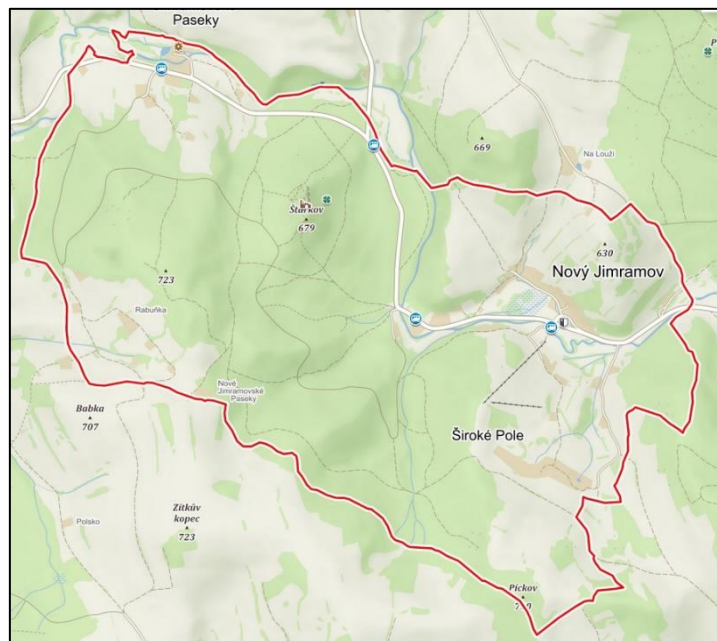 Paseky
669
Na Louži
Štarkov
679
630
Nový Jimramov
723
Rabuňka
Nové
Jimramovské
Paseky
Babka
707
Široké Pole
Zítkův
kopec
723
Polsko
Pickov
P